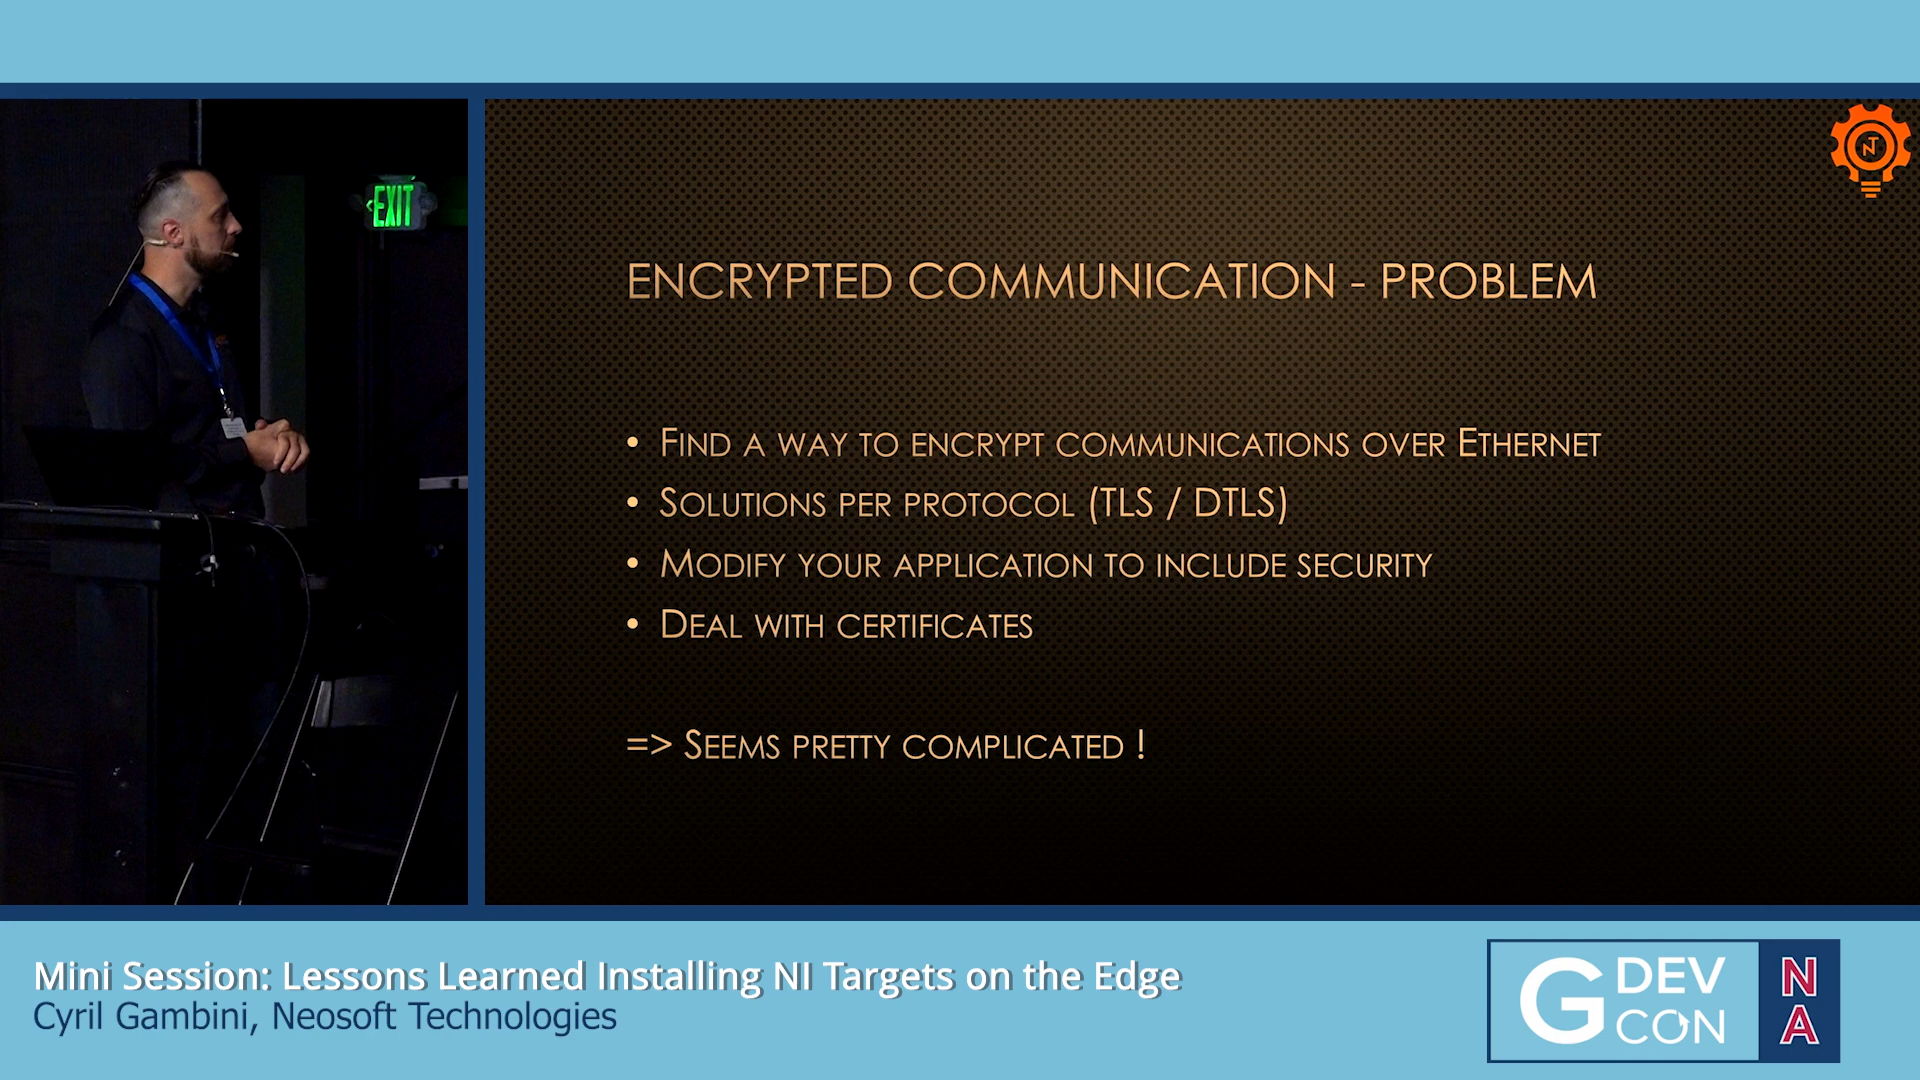 EXIT
NT
ENCRYPTED COMMUNICATION - PROBLEM
• FIND A WAY TO ENCRYPT COMMUNICATIONS OVER ETHERNET
• SOLUTIONS PER PROTOCOL (TLS / DTLS)
• MODIFY YOUR APPLICATION TO INCLUDE SECURITY
• DEAL WITH CERTIFICATES
=> SEEMS PRETTY COMPLICATED !
Mini Session: Lessons Learned Installing NI Targets on the Edge
Cyril Gambini, Neosoft Technologies
G DEV CON
NA